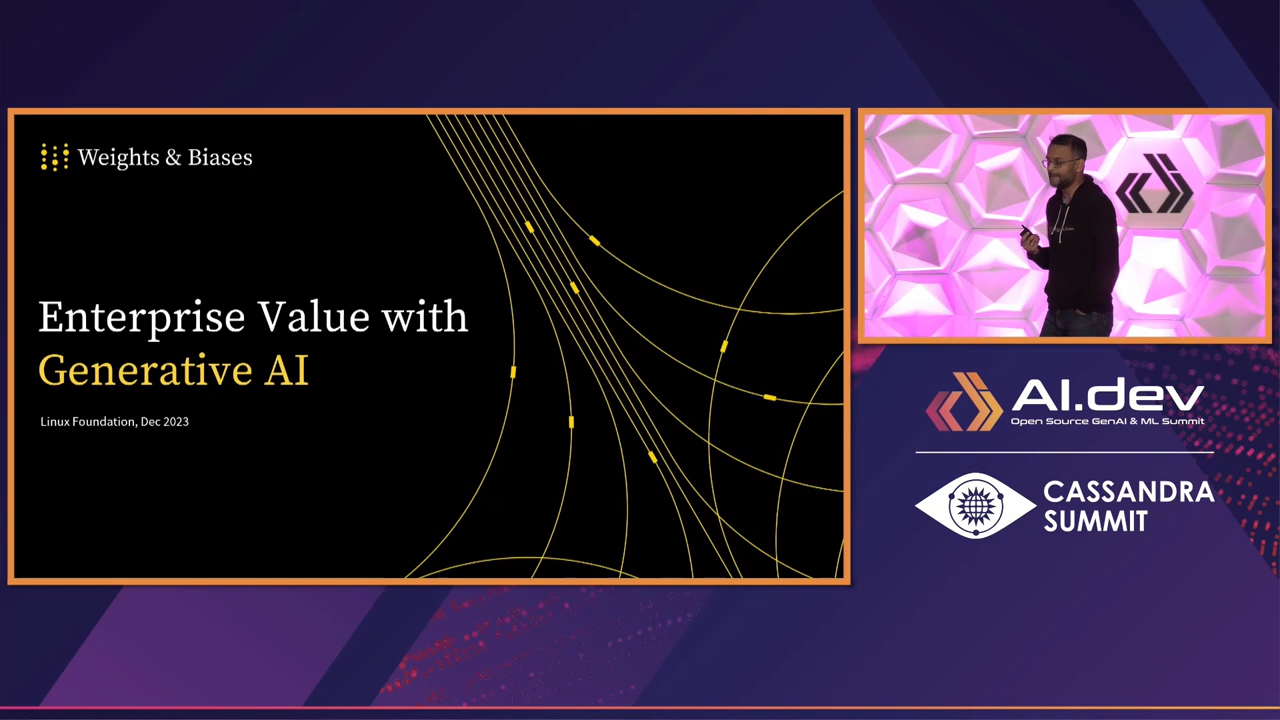 Weights & Biases
Enterprise Value with
Generative AI
Linux Foundation, Dec 2023
AI.dev
Open Source GenAI & ML Summit
CASSANDRA
SUMMIT